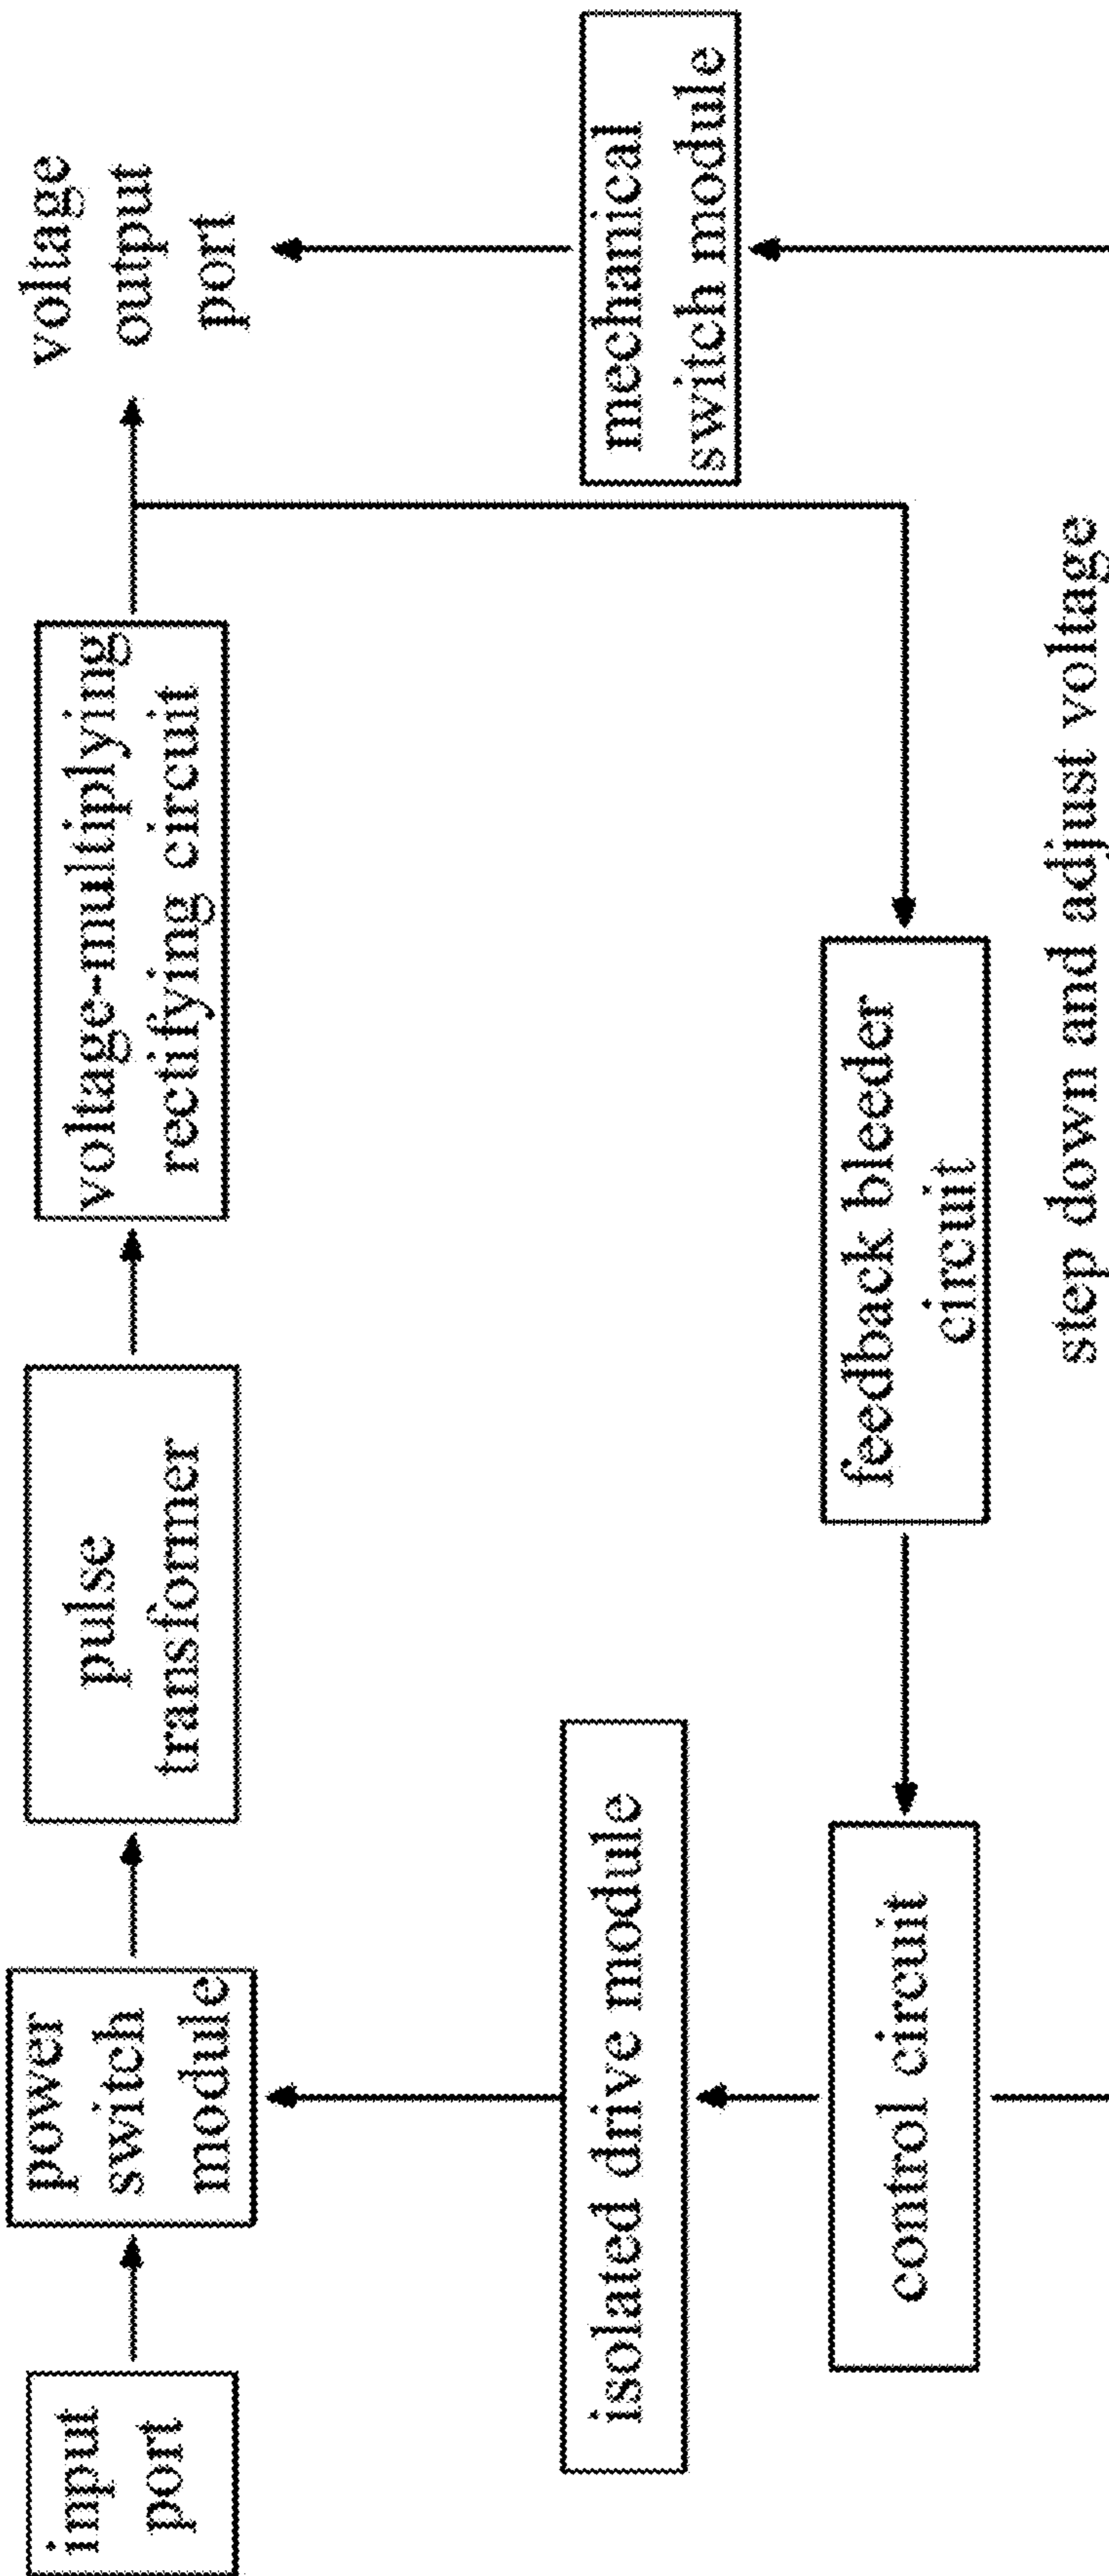 input
port
power
switch
module
pulse
transformer
voltage-multiplying
rectifying circuit
voltage
output
port
isolated drive module
mechanical
switch module
control circuit
feedback bleeder
circuit
step down and adjust voltage